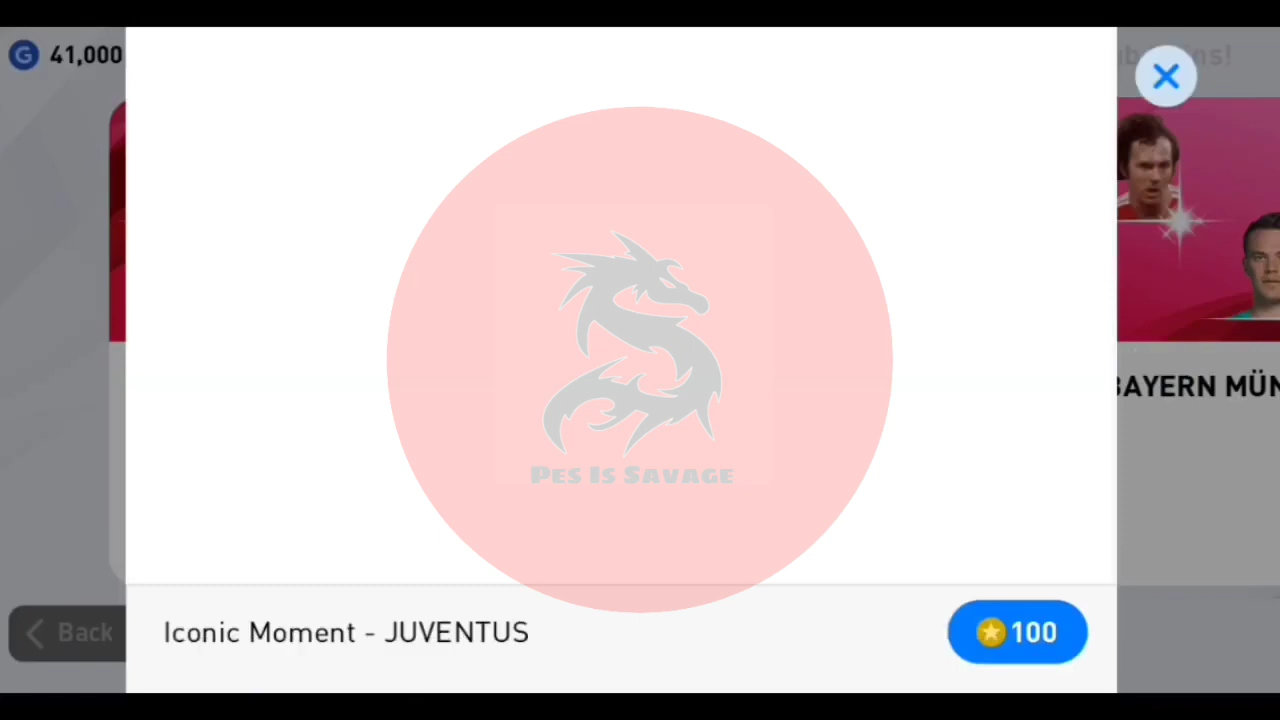 G 41,000
BAYERN MÜN
Pes Is Savage
Back
Iconic Moment - JUVENTUS
100